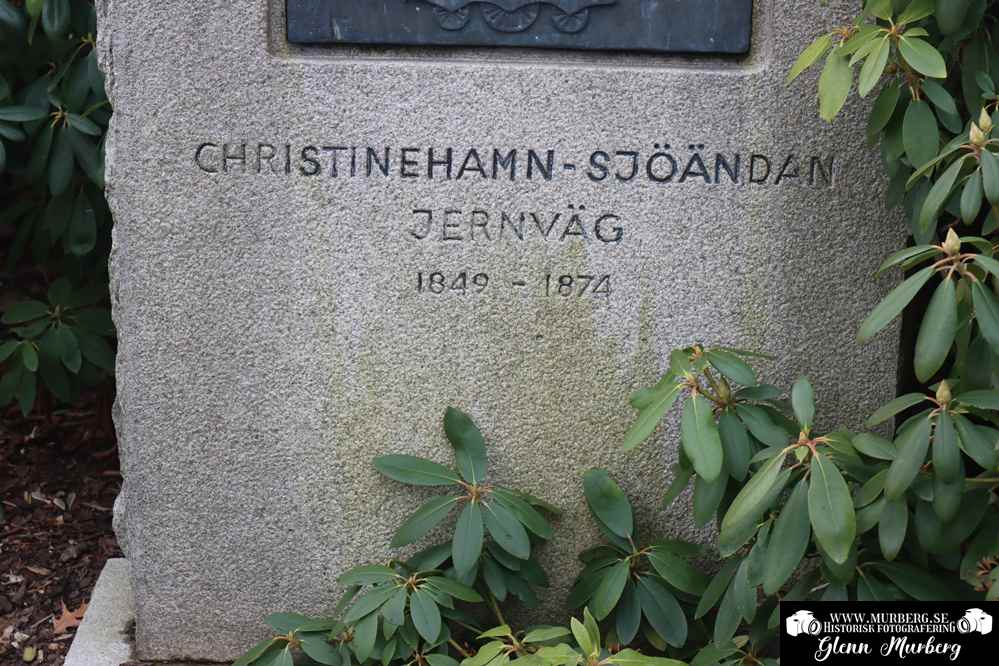 CHRISTINEHAMN-SJÖÄNDAN
JERNVÄG
1849 - 1874
WWW.MURBERG.SE
HISTORISK FOTOGRAFERING
Glenn Murberg